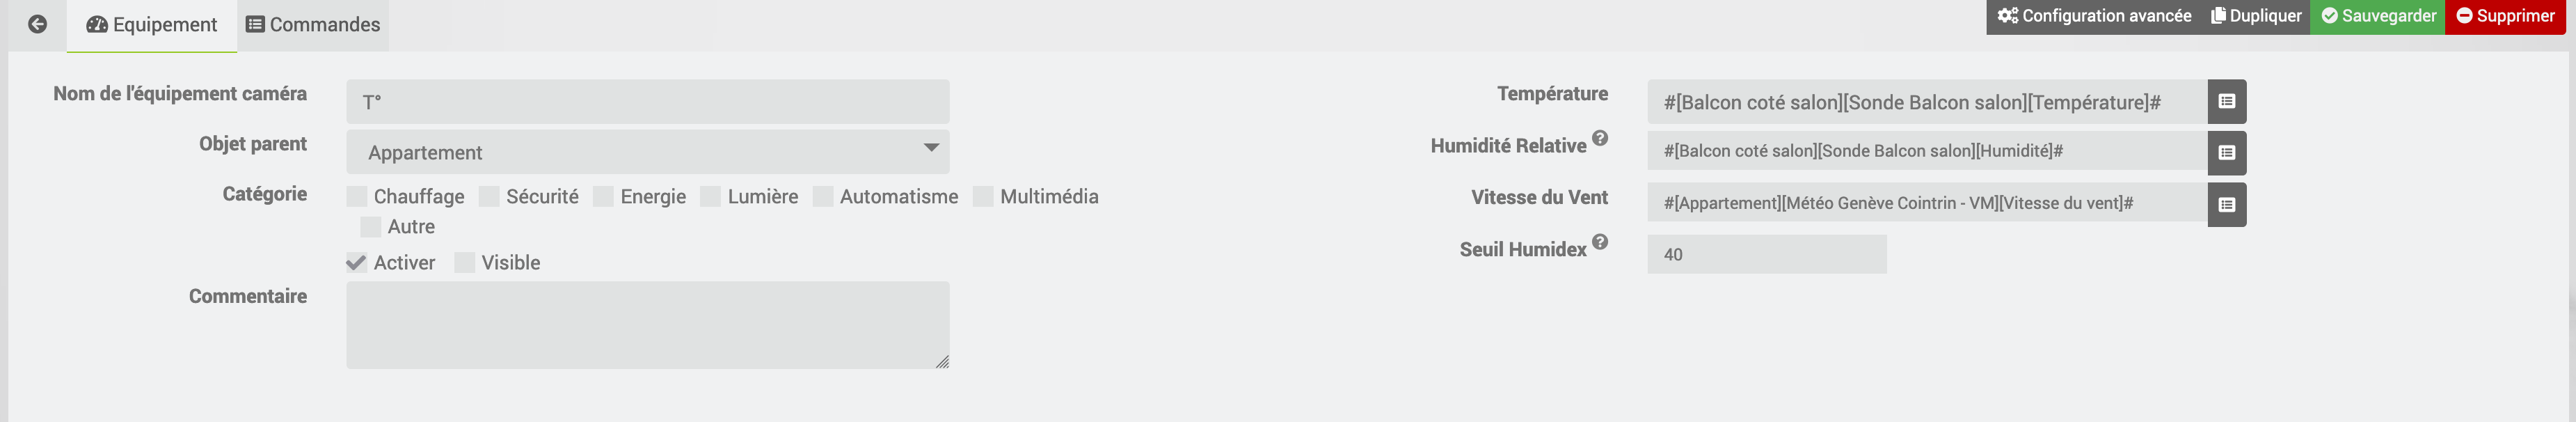 Equipement
Commandes
Configuration avancée
Dupliquer
Sauvegarder
Supprimer
Nom de l'équipement caméra
T°
Objet parent
Appartement
Catégorie
Chauffage Sécurité Energie Lumière Automatisme Multimédia
Autre
Activer Visible
Commentaire
Température
#[Balcon coté salon][Sonde Balcon salon][Température]#
Humidité Relative ?
#[Balcon coté salon][Sonde Balcon salon][Humidité]#
Vitesse du Vent
#[Appartement][Météo Genève Cointrin - VM][Vitesse du vent]#
Seuil Humidex ?
40